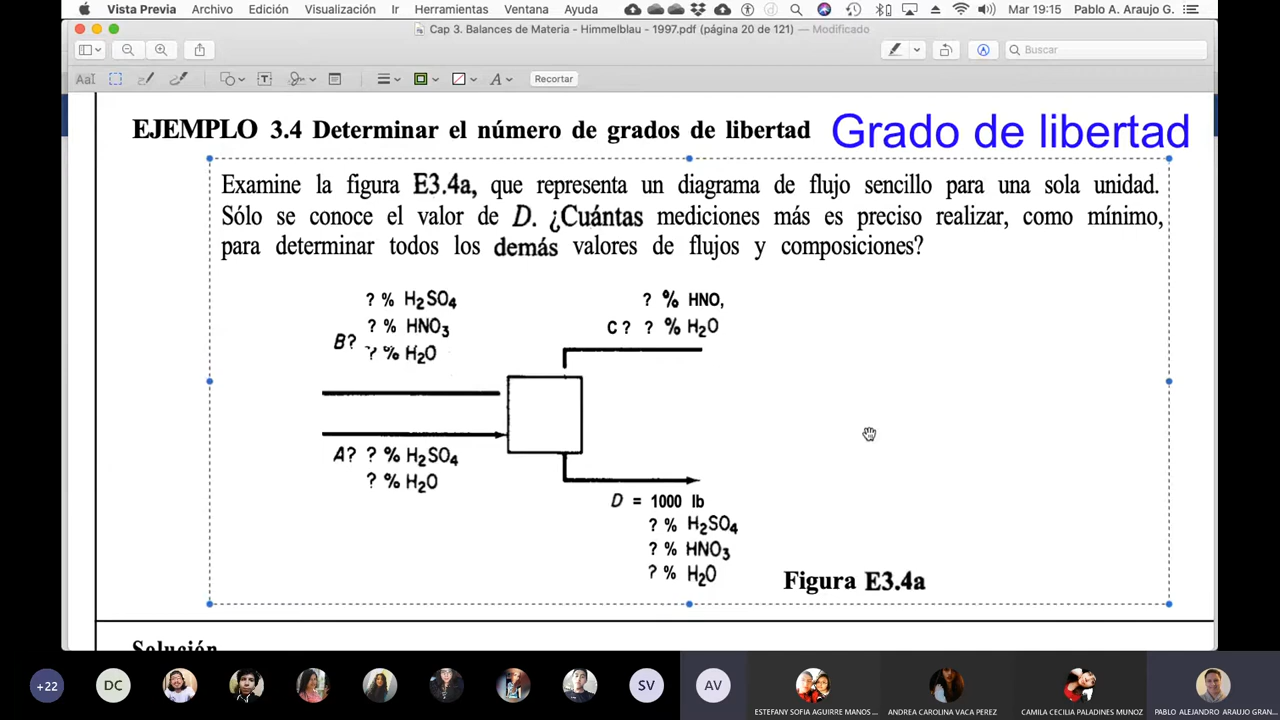 Vista Previa Archivo Edición Visualización Ir Herramientas Ventana Ayuda Mar 19:15 Pablo A. Araujo G.
Cap 3. Balances de Materia - Himmelblau - 1997.pdf (página 20 de 121) — Modificado
Buscar
AaI T A Recortar
EJEMPLO 3.4 Determinar el número de grados de libertad
Grado de libertad
Examine la figura E3.4a, que representa un diagrama de flujo sencillo para una sola unidad.
Sólo se conoce el valor de D. ¿Cuántas mediciones más es preciso realizar, como mínimo,
para determinar todos los demás valores de flujos y composiciones?
? % H2SO4
? % HNO3
B?
? % H2O
? % HNO,
C? ? % H2O
A? ? % H2SO4
? % H2O
D = 1000 lb
? % H2SO4
? % HNO3
? % H2O
Figura E3.4a
Solución
+22
DC
SV
AV
ESTEFANY SOFIA AGUIRRE MANOS...
ANDREA CAROLINA VACA PEREZ
CAMILA CECILIA PALADINES MUNOZ
PABLO ALEJANDRO ARAUJO GRAN...